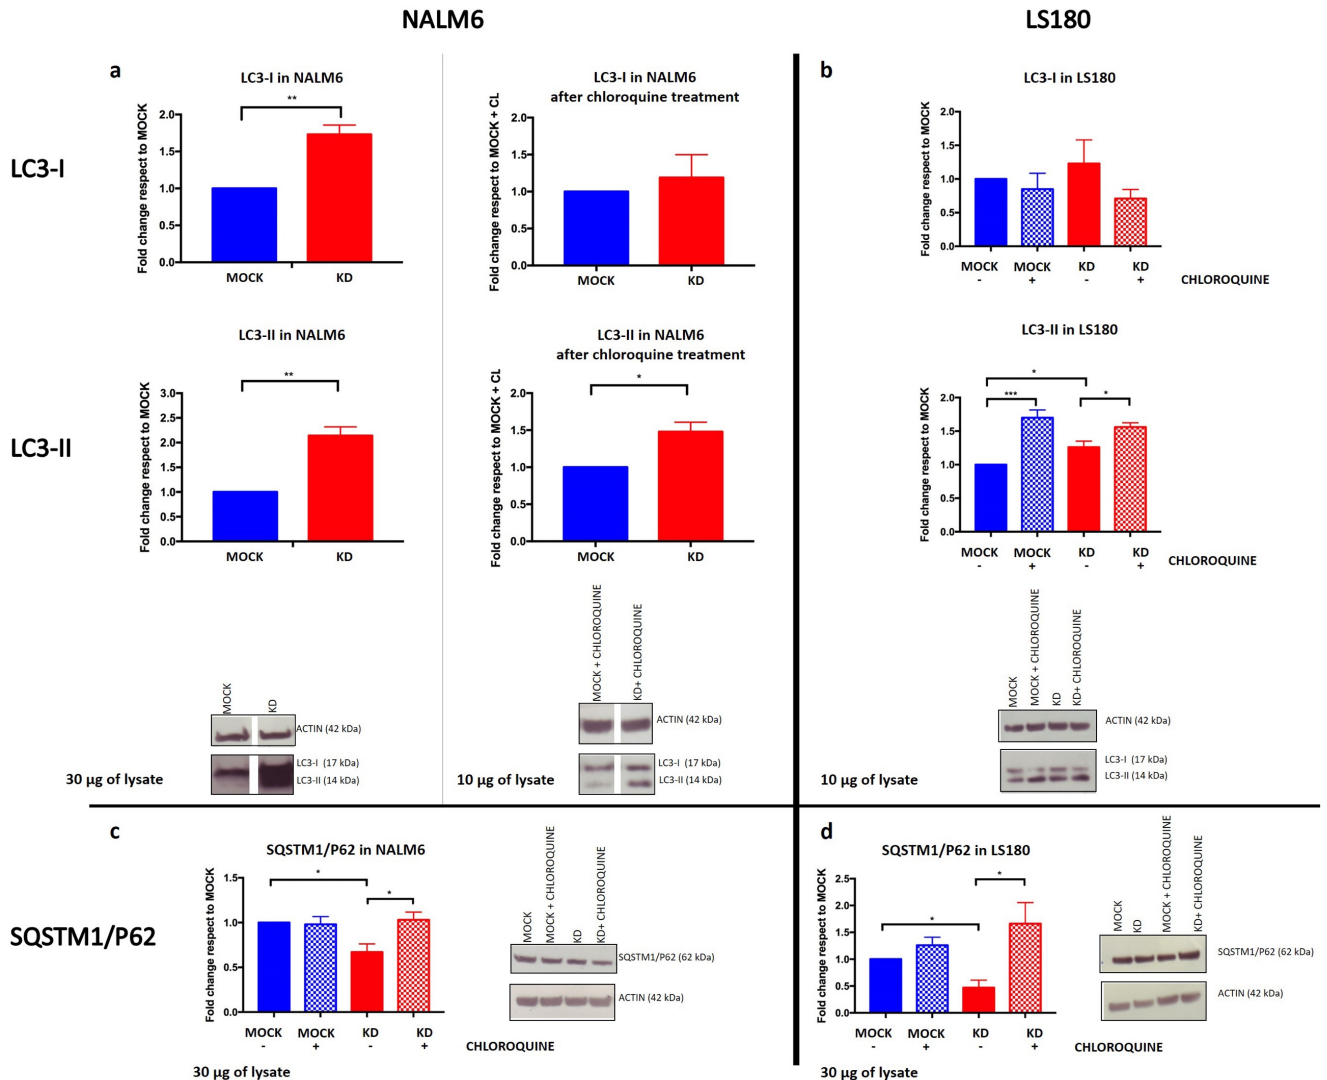 NALM6
LS180
a
b
LC3-I
LC3-I in NALM6
**
Fold change respect to MOCK
2.0
1.5
1.0
0.5
0.0
MOCK KD
LC3-I in NALM6
after chloroquine treatment
Fold change respect to MOCK + CL
2.0
1.5
1.0
0.5
0.0
MOCK KD
LC3-I in LS180
Fold change respect to MOCK
2.0
1.5
1.0
0.5
0.0
MOCK MOCK KD KD
- + - + CHLOROQUINE
LC3-II
LC3-II in NALM6
**
Fold change respect to MOCK
3.0
2.5
2.0
1.5
1.0
0.5
0.0
MOCK KD
LC3-II in NALM6
after chloroquine treatment
*
Fold change respect to MOCK + CL
2.0
1.5
1.0
0.5
0.0
MOCK KD
LC3-II in LS180
*
*** *
Fold change respect to MOCK
2.0
1.5
1.0
0.5
0.0
MOCK MOCK KD KD
- + - + CHLOROQUINE
MOCK
KD
ACTIN (42 kDa)
LC3-I (17 kDa)
LC3-II (14 kDa)
30 µg of lysate
MOCK + CHLOROQUINE
KD+ CHLOROQUINE
ACTIN (42 kDa)
LC3-I (17 kDa)
LC3-II (14 kDa)
10 µg of lysate
MOCK
MOCK + CHLOROQUINE
KD
KD+ CHLOROQUINE
ACTIN (42 kDa)
LC3-I (17 kDa)
LC3-II (14 kDa)
10 µg of lysate
SQSTM1/P62
c
SQSTM1/P62 in NALM6
*
*
Fold change respect to MOCK
1.5
1.0
0.5
0.0
MOCK MOCK KD KD
- + - + CHLOROQUINE
30 µg of lysate
MOCK
MOCK + CHLOROQUINE
KD
KD+ CHLOROQUINE
SQSTM1/P62 (62 kDa)
ACTIN (42 kDa)
d
SQSTM1/P62 in LS180
*
*
Fold change respect to MOCK
2.5
2.0
1.5
1.0
0.5
0.0
MOCK MOCK KD KD
- + - + CHLOROQUINE
30 µg of lysate
MOCK
KD
MOCK + CHLOROQUINE
KD+ CHLOROQUINE
SQSTM1/P62 (62 kDa)
ACTIN (42 kDa)